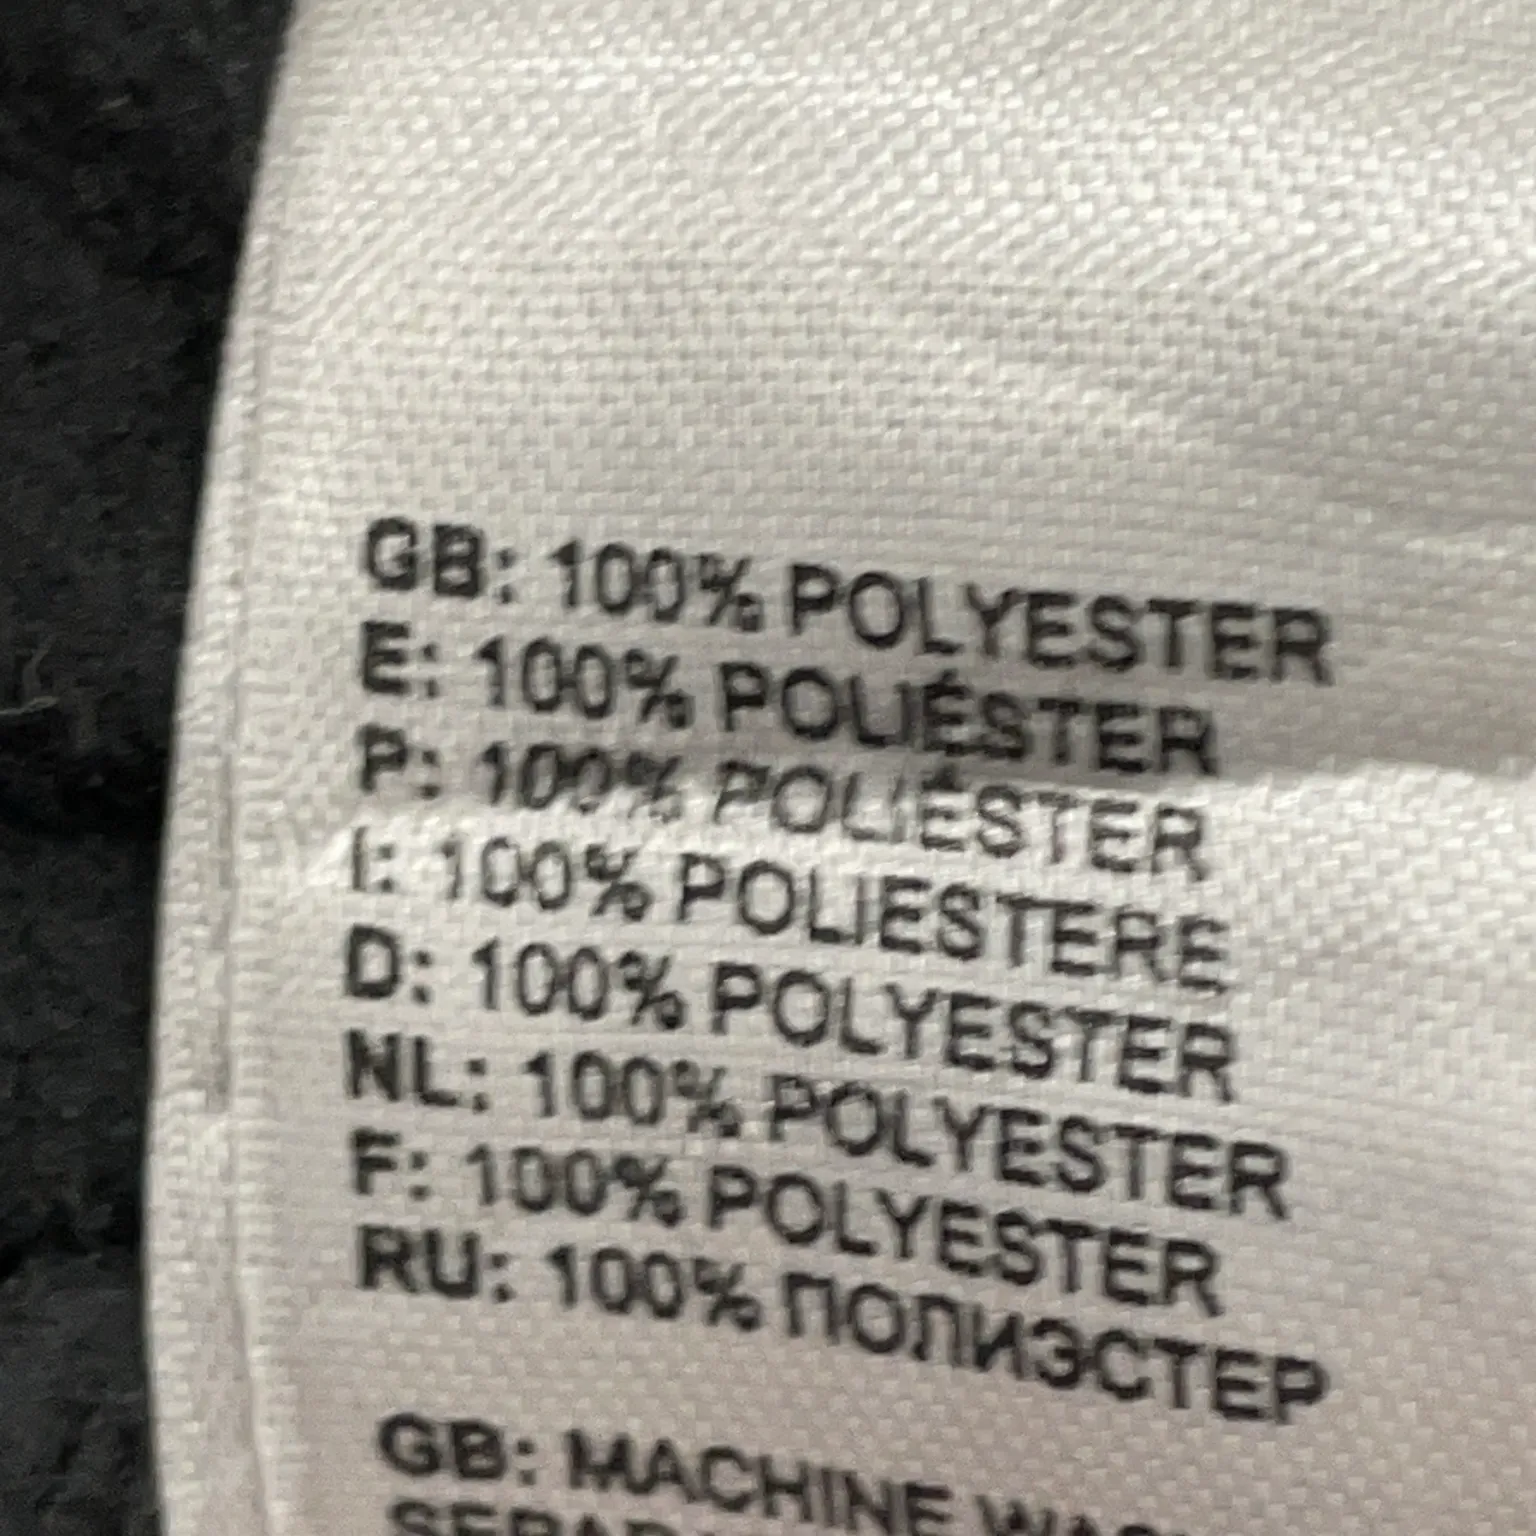 GB: 100% POLYESTER
E: 100% POLIÉSTER
P: 100% POLIÉSTER
I: 100% POLIESTERE
D: 100% POLYESTER
NL: 100% POLYESTER
F: 100% POLYESTER
RU: 100% ПОЛИЭСТЕР
GB: MACHINE